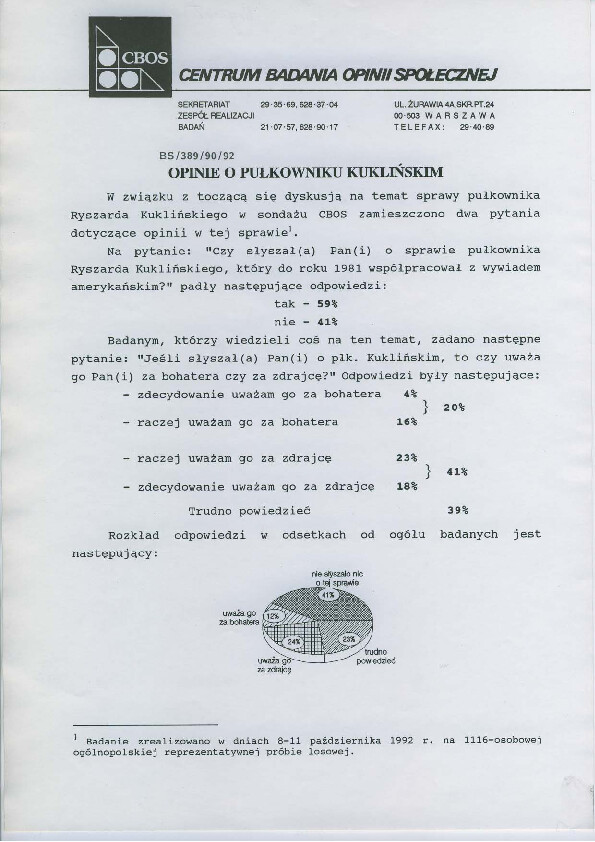 CBOS
CENTRUM BADANIA OPINII SPOŁECZNEJ
SEKRETARIAT 29-35-69, 628-37-04 UL. ŻURAWIA 4A SKR.PT.24
ZESPÓŁ REALIZACJI 00-503 W A R S Z A W A
BADAŃ 21-07-57, 628-90-17 T E L E F A X : 29-40-89
BS/389/90/92
OPINIE O PUŁKOWNIKU KUKLIŃSKIM
W związku z toczącą się dyskusją na temat sprawy pułkownika
Ryszarda Kuklińskiego w sondażu CBOS zamieszczono dwa pytania
dotyczące opinii w tej sprawie1.
Na pytanie: "Czy słyszał(a) Pan(i) o sprawie pułkownika
Ryszarda Kuklińskiego, który do roku 1981 współpracował z wywiadem
amerykańskim?" padły następujące odpowiedzi:
tak - 59%
nie - 41%
Badanym, którzy wiedzieli coś na ten temat, zadano następne
pytanie: "Jeśli słyszał(a) Pan(i) o płk. Kuklińskim, to czy uważa
go Pan(i) za bohatera czy za zdrajcę?" Odpowiedzi były następujące:
- zdecydowanie uważam go za bohatera 4%
} 20%
- raczej uważam go za bohatera 16%
- raczej uważam go za zdrajcę 23%
} 41%
- zdecydowanie uważam go za zdrajcę 18%
Trudno powiedzieć 39%
Rozkład odpowiedzi w odsetkach od ogółu badanych jest
następujący:
nie słyszało nic
o tej sprawie
41%
uważa go
za bohatera
12%
24%
23%
trudno
powiedzieć
uważa go
za zdrajcę
1 Badanie zrealizowano w dniach 8-11 października 1992 r. na 1116-osobowej
ogólnopolskiej reprezentatywnej próbie losowej.